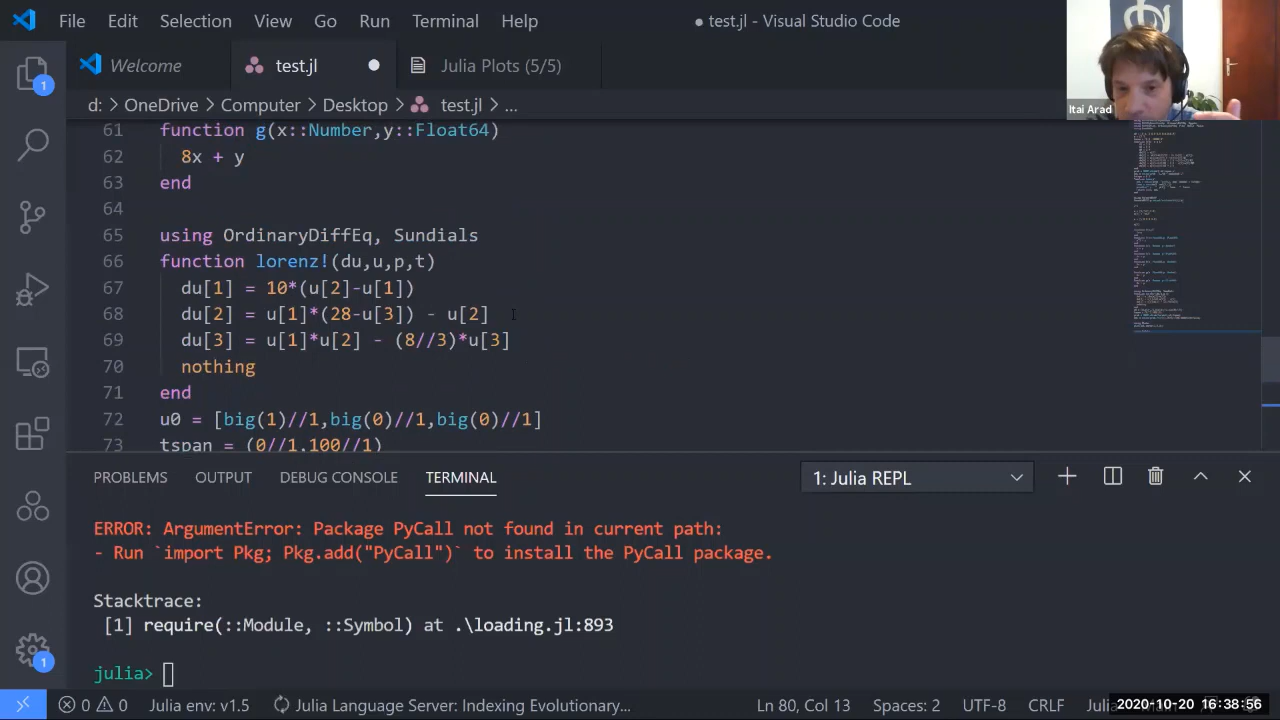 File Edit Selection View Go Run Terminal Help ● test.jl - Visual Studio Code
Welcome test.jl Julia Plots (5/5)
Itai Arad
d: > OneDrive > Computer > Desktop > test.jl > ...
61 function g(x::Number,y::Float64)
62 8x + y
63 end
64
65 using OrdinaryDiffEq, Sundials
66 function lorenz!(du,u,p,t)
67 du[1] = 10*(u[2]-u[1])
68 du[2] = u[1]*(28-u[3]) - u[2]
69 du[3] = u[1]*u[2] - (8//3)*u[3]
70 nothing
71 end
72 u0 = [big(1)//1,big(0)//1,big(0)//1]
73 tspan = (0//1,100//1)
PROBLEMS OUTPUT DEBUG CONSOLE TERMINAL 1: Julia REPL
ERROR: ArgumentError: Package PyCall not found in current path:
- Run `import Pkg; Pkg.add("PyCall")` to install the PyCall package.
Stacktrace:
[1] require(::Module, ::Symbol) at .\loading.jl:893
julia>
0 0 Julia env: v1.5 Julia Language Server: Indexing Evolutionary... Ln 80, Col 13 Spaces: 2 UTF-8 CRLF 2020-10-20 16:38:56
1
1